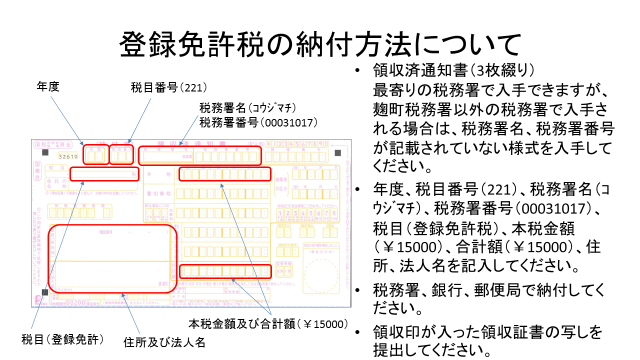 登録免許税の納付方法について
年度
税目番号(221)
税務署名(ｺｳｼﾞﾏﾁ)
税務署番号(00031017)
32639
本税金額及び合計額(￥15000)
税目(登録免許)
住所及び法人名
• 領収済通知書(3枚綴り)
最寄りの税務署で入手できますが、
麹町税務署以外の税務署で入手さ
れる場合は、税務署名、税務署番号
が記載されていない様式を入手して
ください。
• 年度、税目番号(221)、税務署名(ｺ
ｳｼﾞﾏﾁ)、税務署番号(00031017)、
税目(登録免許税)、本税金額
(￥15000)、合計額(￥15000)、住
所、法人名を記入してください。
• 税務署、銀行、郵便局で納付してく
ださい。
• 領収印が入った領収証書の写しを
提出してください。